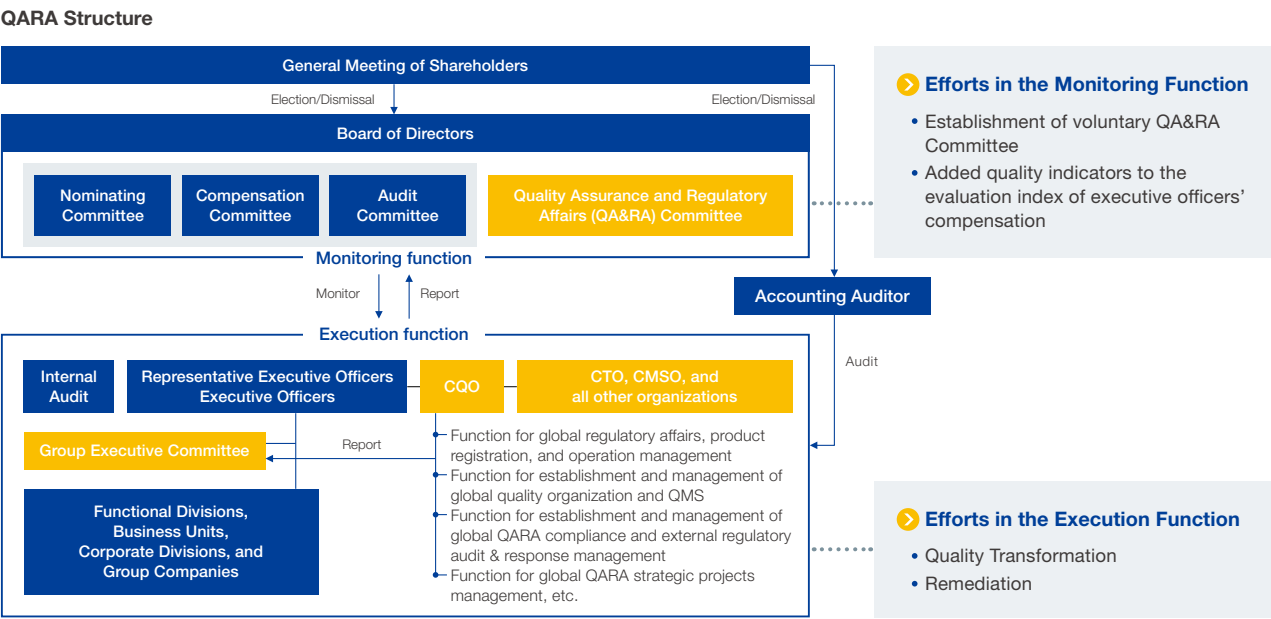 QARA Structure
General Meeting of Shareholders
Election/Dismissal
Election/Dismissal
Board of Directors
Nominating
Committee
Compensation
Committee
Audit
Committee
Quality Assurance and Regulatory
Affairs (QA&RA) Committee
Monitoring function
Monitor
Report
Accounting Auditor
Audit
Execution function
Internal
Audit
Representative Executive Officers
Executive Officers
CQO
CTO, CMSO, and
all other organizations
Group Executive Committee
Report
Functional Divisions,
Business Units,
Corporate Divisions, and
Group Companies
Function for global regulatory affairs, product
registration, and operation management
Function for establishment and management of
global quality organization and QMS
Function for establishment and management of
global QARA compliance and external regulatory
audit & response management
Function for global QARA strategic projects
management, etc.
Efforts in the Monitoring Function
• Establishment of voluntary QA&RA
Committee
• Added quality indicators to the
evaluation index of executive officers’
compensation
Efforts in the Execution Function
• Quality Transformation
• Remediation